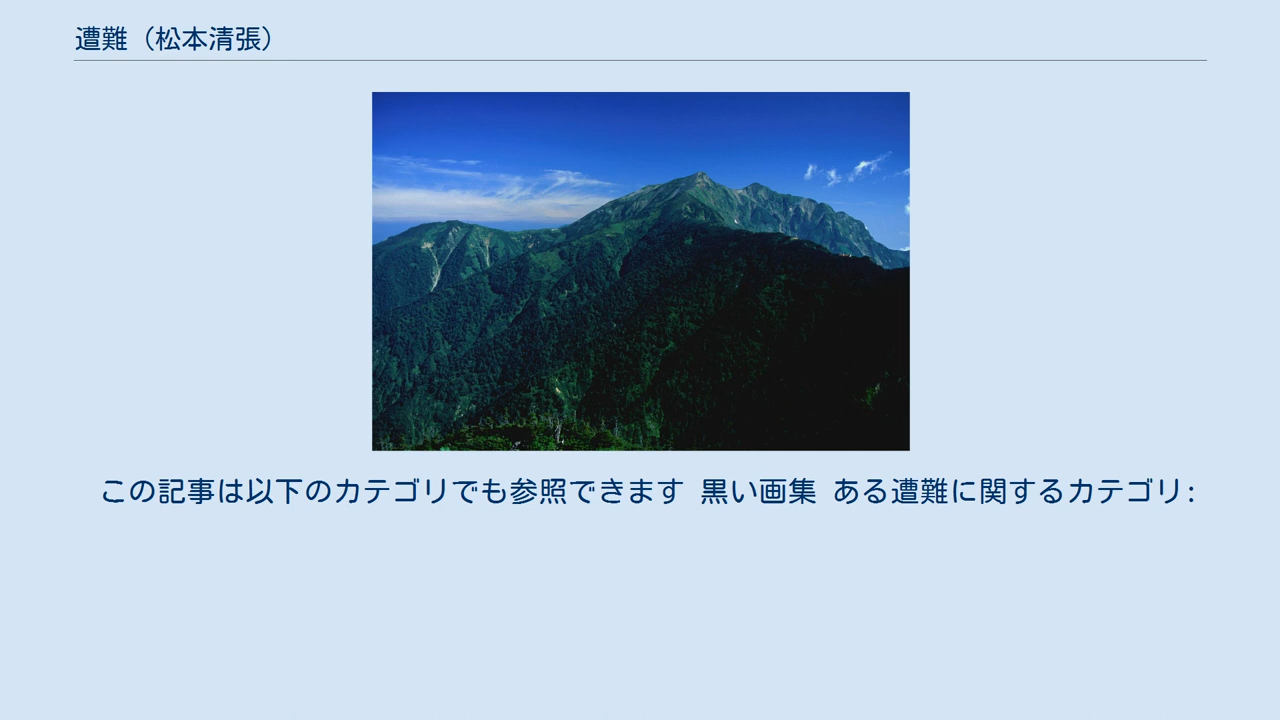 遭難（松本清張）
この記事は以下のカテゴリでも参照できます 黒い画集 ある遭難に関するカテゴリ: